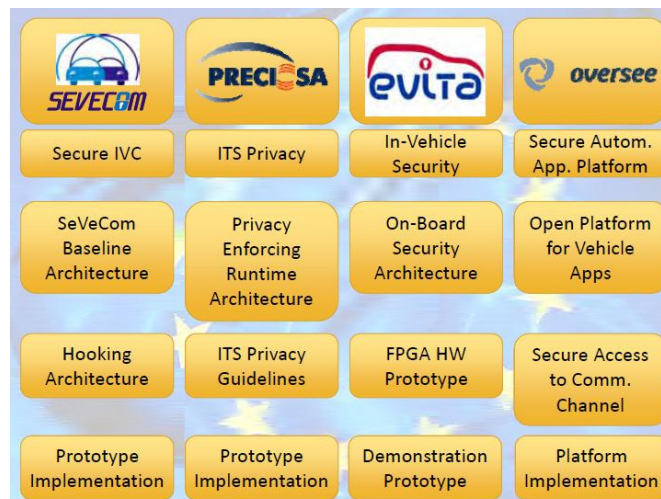 SEVECOM
PRECIOSA
evita
oversee
Secure IVC
ITS Privacy
In-Vehicle
Security
Secure Autom.
App. Platform
SeVeCom
Baseline
Architecture
Privacy
Enforcing
Runtime
Architecture
On-Board
Security
Architecture
Open Platform
for Vehicle
Apps
Hooking
Architecture
ITS Privacy
Guidelines
FPGA HW
Prototype
Secure Access
to Comm.
Channel
Prototype
Implementation
Prototype
Implementation
Demonstration
Prototype
Platform
Implementation